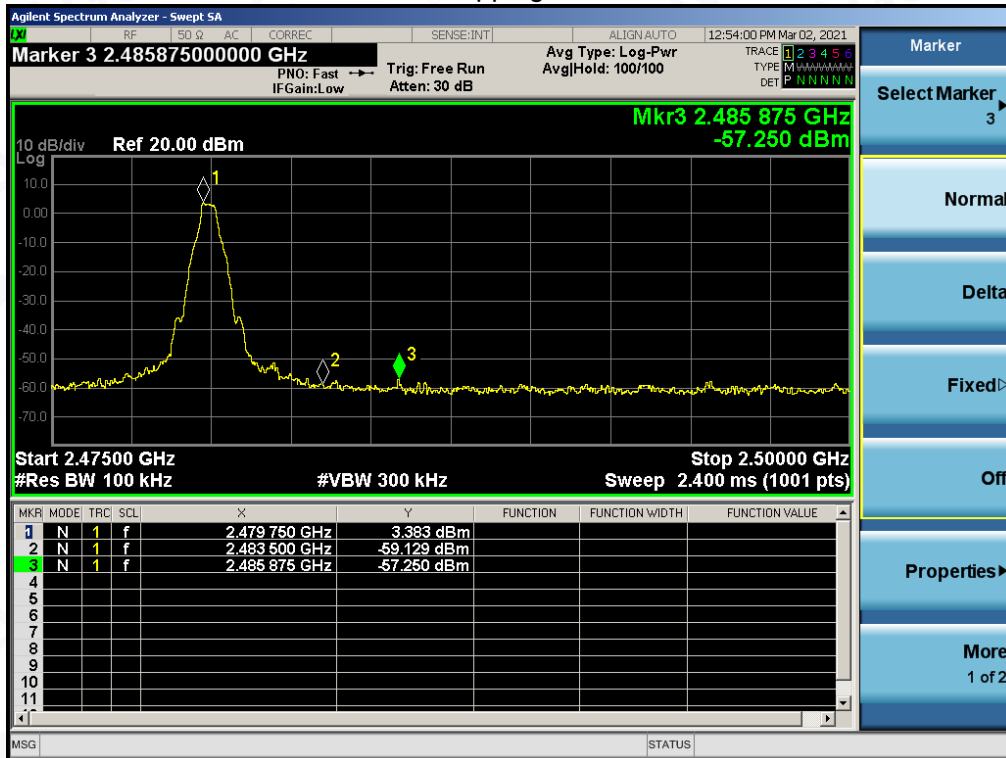 Agilent Spectrum Analyzer - Swept SA
LXI RF 50 Ω AC CORREC SENSE:INT ALIGN AUTO 12:54:00 PM Mar 02, 2021
Marker 3 2.485875000000 GHz
PNO: Fast
IFGain:Low
Trig: Free Run
Atten: 30 dB
Avg Type: Log-Pwr
Avg|Hold: 100/100
TRACE 1 2 3 4 5 6
TYPE M WWWWW
DET P N N N N N
Mkr3 2.485 875 GHz
-57.250 dBm
10 dB/div Ref 20.00 dBm
Log
10.0
0.00
-10.0
-20.0
-30.0
-40.0
-50.0
-60.0
-70.0
1
2
3
Start 2.47500 GHz Stop 2.50000 GHz
#Res BW 100 kHz #VBW 300 kHz Sweep 2.400 ms (1001 pts)
MKR MODE TRC SCL X Y FUNCTION FUNCTION WIDTH FUNCTION VALUE
1 N 1 f 2.479 750 GHz 3.383 dBm
2 N 1 f 2.483 500 GHz -59.129 dBm
3 N 1 f 2.485 875 GHz -57.250 dBm
4
5
6
7
8
9
10
11
MSG STATUS
Marker
Select Marker
3
Normal
Delta
Fixed
Off
Properties
More
1 of 2